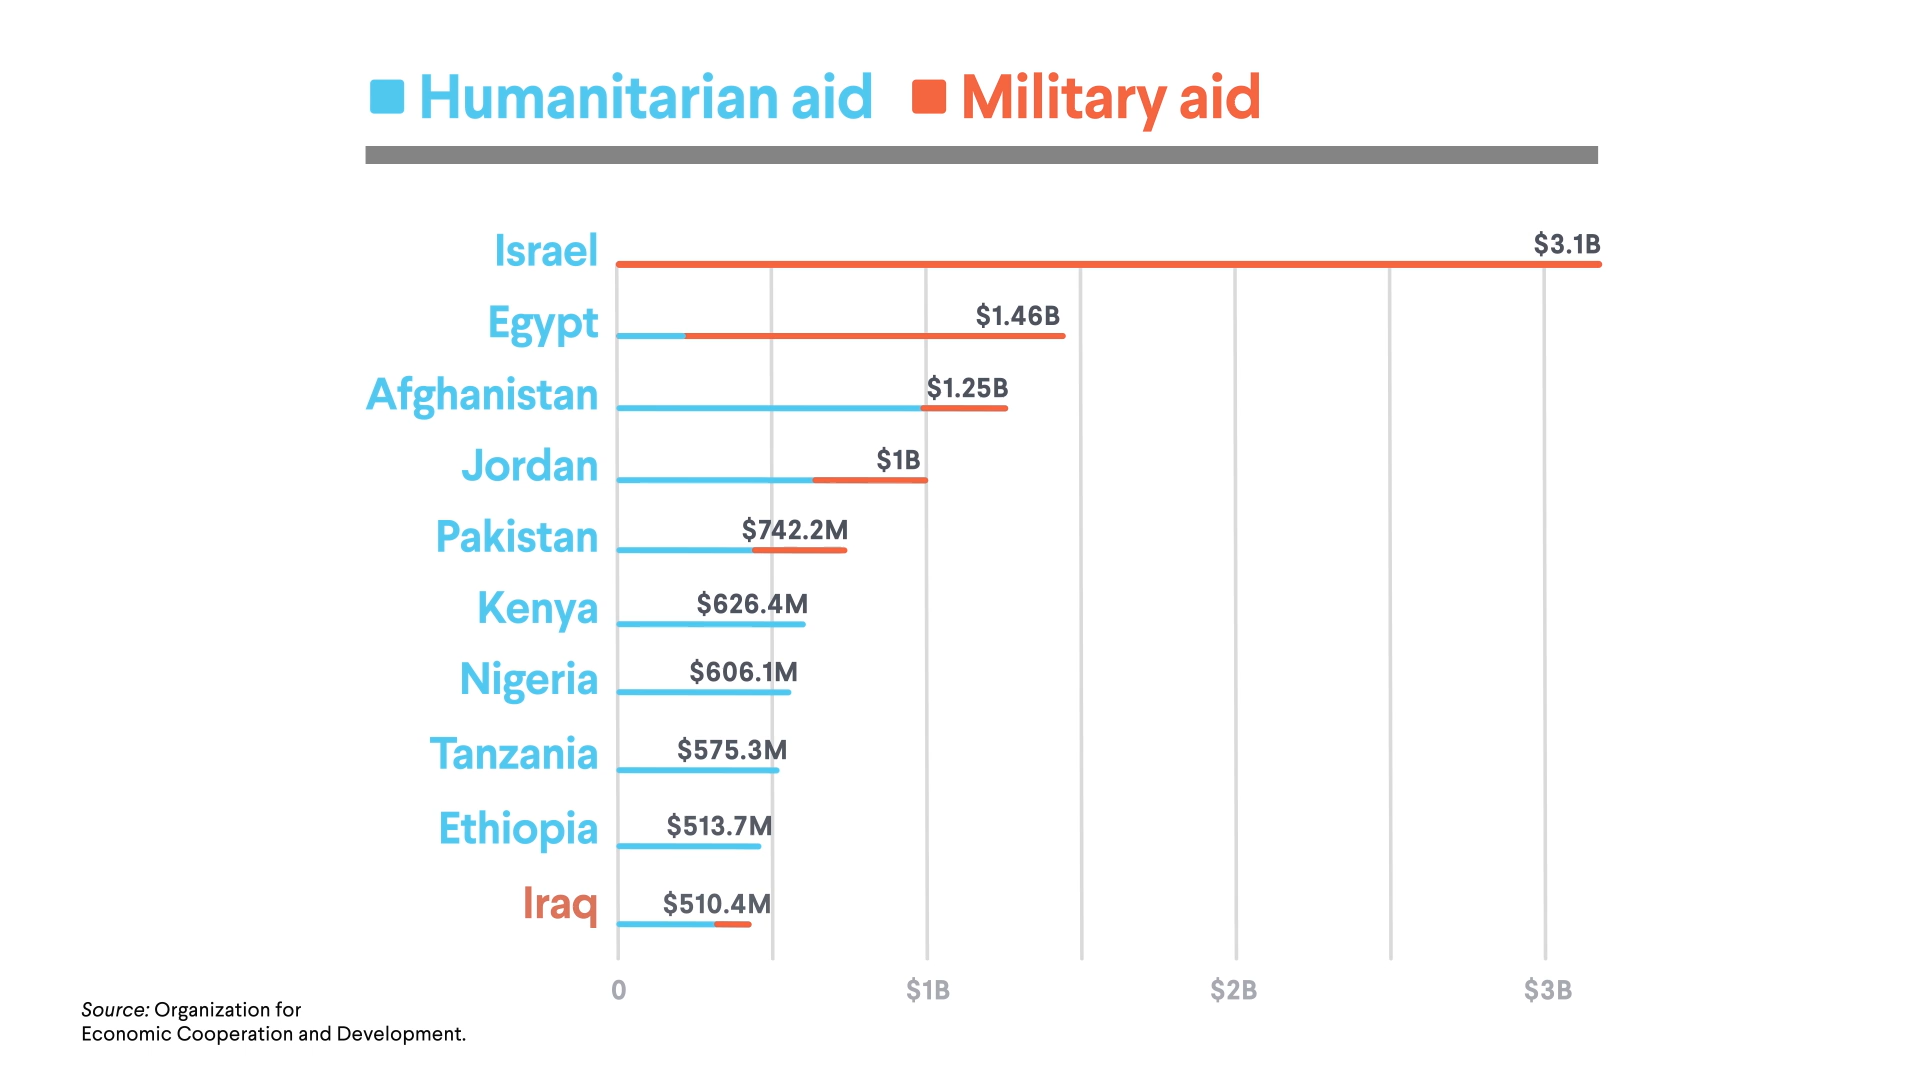 Humanitarian aid Military aid
Israel $3.1B
Egypt $1.46B
Afghanistan $1.25B
Jordan $1B
Pakistan $742.2M
Kenya $626.4M
Nigeria $606.1M
Tanzania $575.3M
Ethiopia $513.7M
Iraq $510.4M
0 $1B $2B $3B
Source: Organization for
Economic Cooperation and Development.